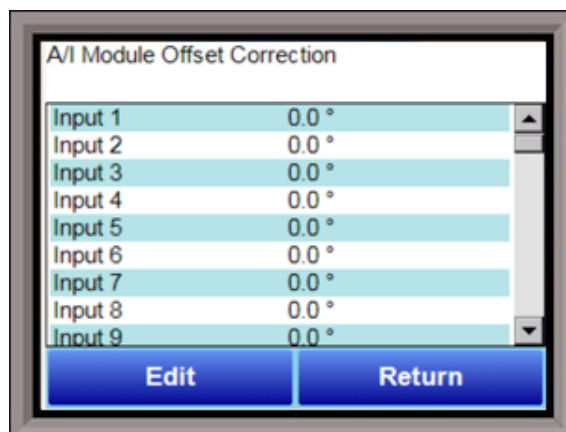 A/I Module Offset Correction
Input 1 0.0 °
Input 2 0.0 °
Input 3 0.0 °
Input 4 0.0 °
Input 5 0.0 °
Input 6 0.0 °
Input 7 0.0 °
Input 8 0.0 °
Input 9 0.0 °
Edit Return